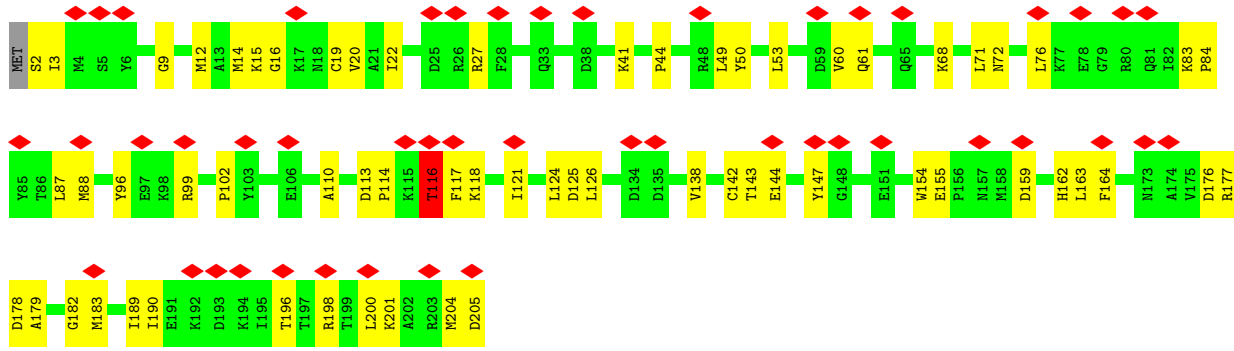 MET S2 I3 M4 S5 Y6 G9 M12 A13 M14 K15 G16 K17 N18 C19 V20 A21 I22 D25 R26 R27 F28 Q33 D38 K41 P44 R48 L49 Y50 L53 D59 V60 Q61 Q65 K68 L71 N72 L76 K77 E78 G79 R80 Q81 I82 K83 P84
Y85 T86 L87 M88 Y96 E97 K98 R99 P102 Y103 E106 A110 D113 P114 K115 T116 F117 K118 I121 L124 D125 L126 D134 D135 V138 C142 T143 E144 Y147 G148 E151 W154 E155 P156 N157 M158 D159 H162 L163 F164 N173 A174 V175 D176 R177
D178 A179 G182 M183 I189 I190 E191 K192 D193 K194 I195 T196 T197 R198 T199 L200 K201 A202 R203 M204 D205